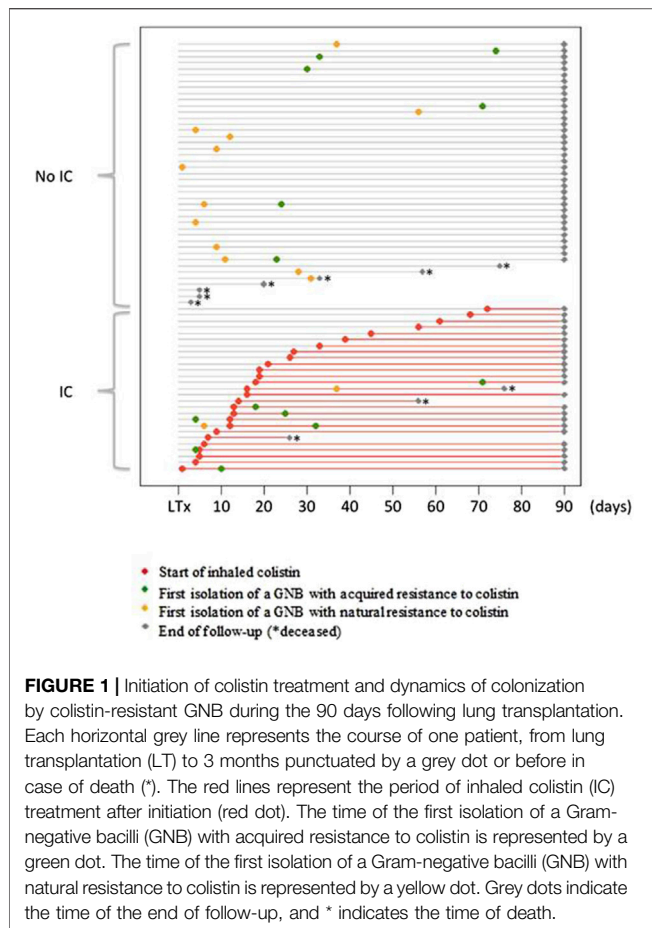 No IC
IC
*
*
*
*
*
*
*
*
*
*
LTx 10 20 30 40 50 60 70 80 90 (days)
Start of inhaled colistin
First isolation of a GNB with acquired resistance to colistin
First isolation of a GNB with natural resistance to colistin
End of follow-up (*deceased)
FIGURE 1 | Initiation of colistin treatment and dynamics of colonization
by colistin-resistant GNB during the 90 days following lung transplantation.
Each horizontal grey line represents the course of one patient, from lung
transplantation (LT) to 3 months punctuated by a grey dot or before in
case of death (*). The red lines represent the period of inhaled colistin (IC)
treatment after initiation (red dot). The time of the first isolation of a Gram-
negative bacilli (GNB) with acquired resistance to colistin is represented by a
green dot. The time of the first isolation of a Gram-negative bacilli (GNB) with
natural resistance to colistin is represented by a yellow dot. Grey dots indicate
the time of the end of follow-up, and * indicates the time of death.